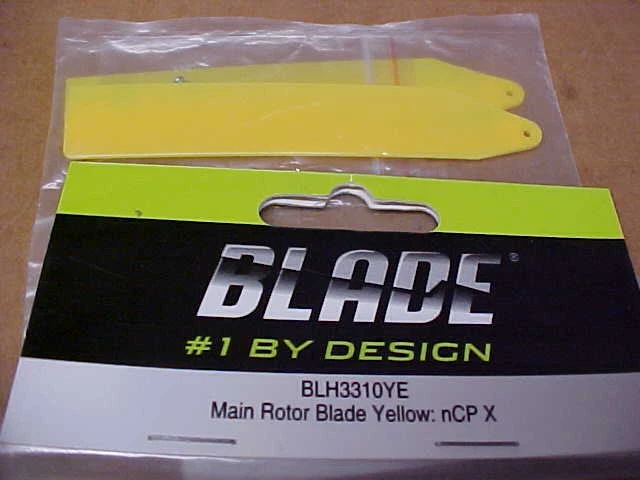 BLADE®
#1 BY DESIGN
BLH3310YE
Main Rotor Blade Yellow: nCP X